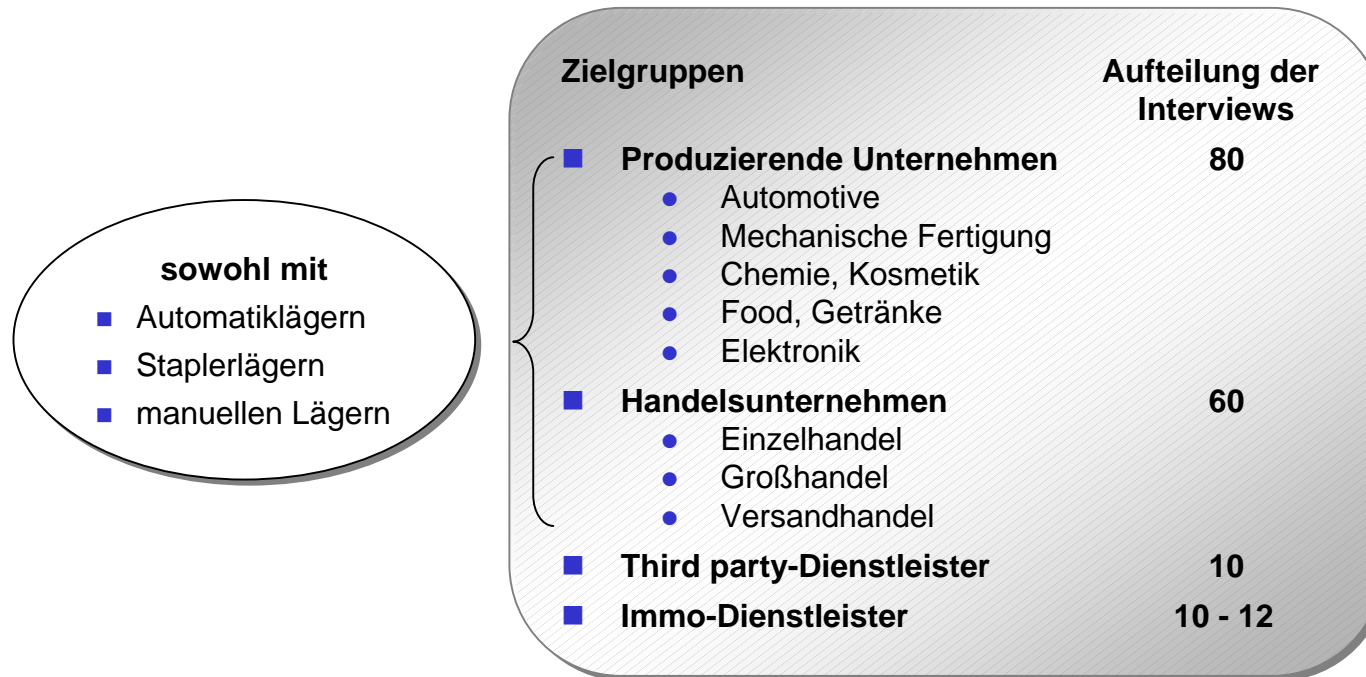 Zielgruppen
Aufteilung der
Interviews
sowohl mit
Automatiklägern
Staplerlägern
manuellen Lägern
Produzierende Unternehmen 80
Automotive
Mechanische Fertigung
Chemie, Kosmetik
Food, Getränke
Elektronik
Handelsunternehmen 60
Einzelhandel
Großhandel
Versandhandel
Third party-Dienstleister 10
Immo-Dienstleister 10 - 12